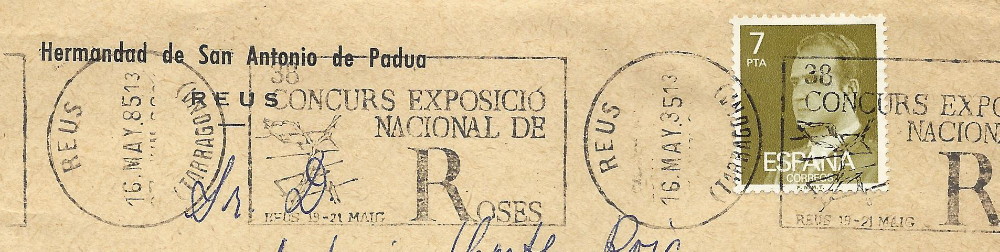 Hermandad de San Antonio de Padua
REUS
REUS
16 MAY 85 13
(TARRAGONA)
38
CONCURS EXPOSICIÓ
NACIONAL DE
ROSES
REUS 19-21 MAIG
REUS
16 MAY 85 13
(TARRAGONA)
7
PTA
ESPAÑA
CORREOS
38
CONCURS EXPO
NACION
R
REUS 19-21 MAIG
Sr. D.